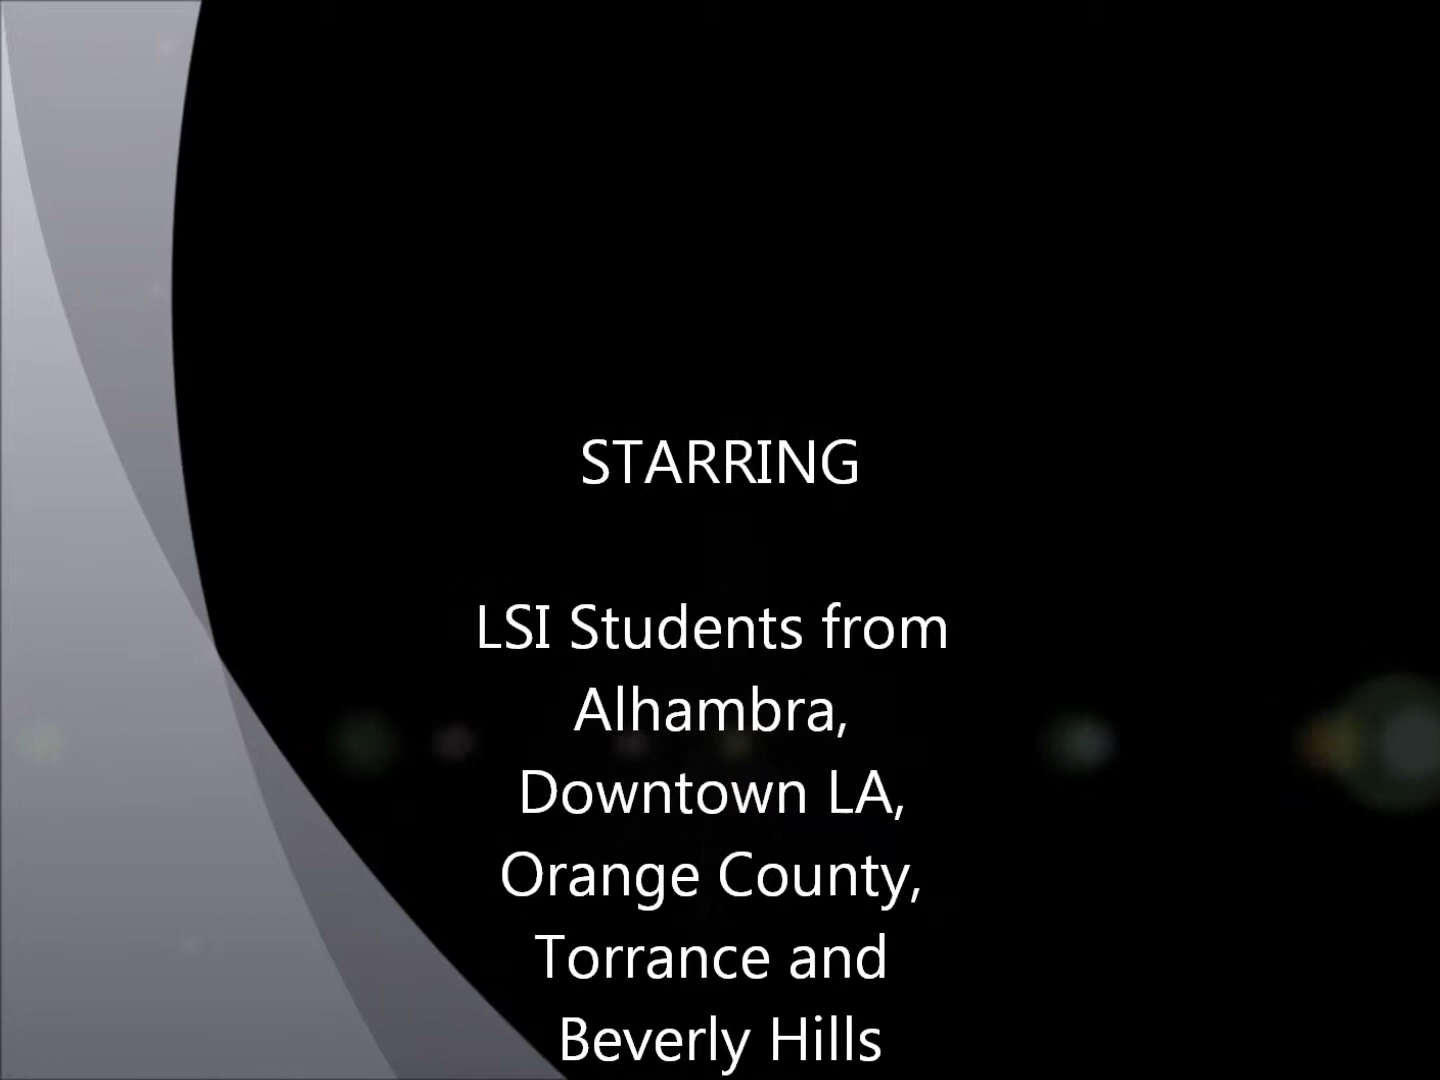 STARRING
LSI Students from
Alhambra,
Downtown LA,
Orange County,
Torrance and
Beverly Hills